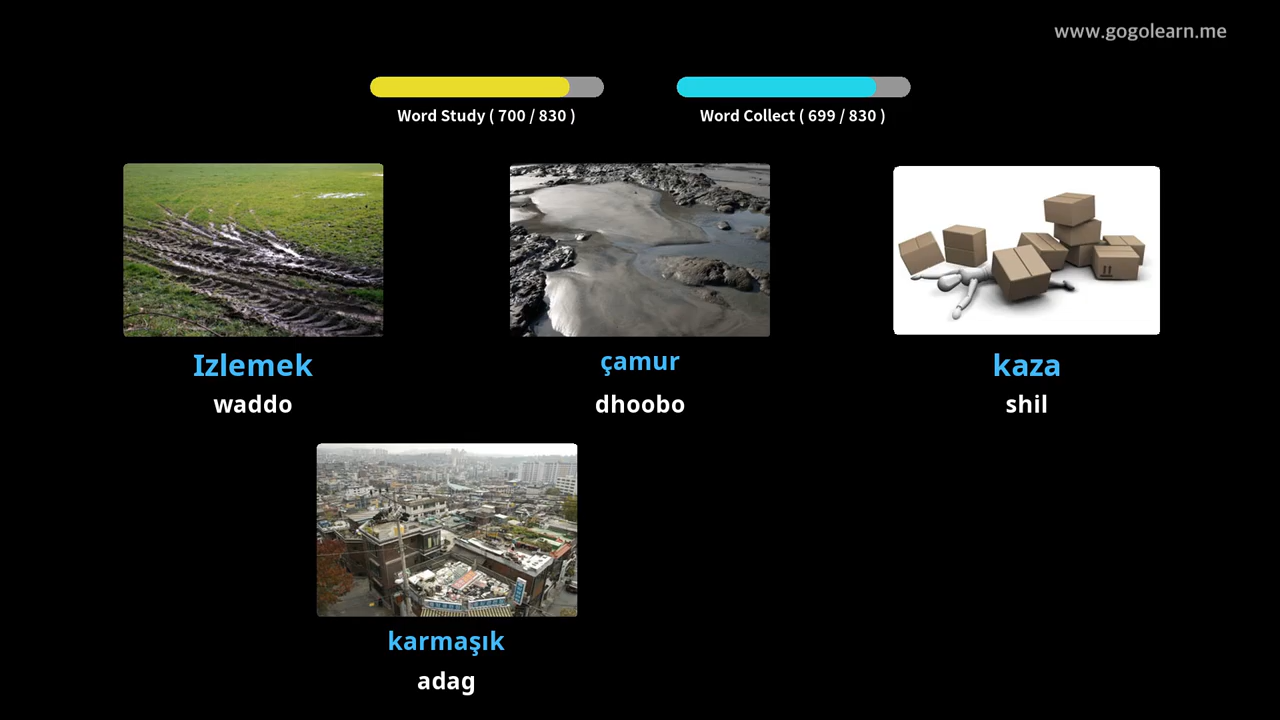 www.gogolearn.me
Word Study ( 700 / 830 )
Word Collect ( 699 / 830 )
Izlemek
waddo
çamur
dhoobo
kaza
shil
karmaşık
adag